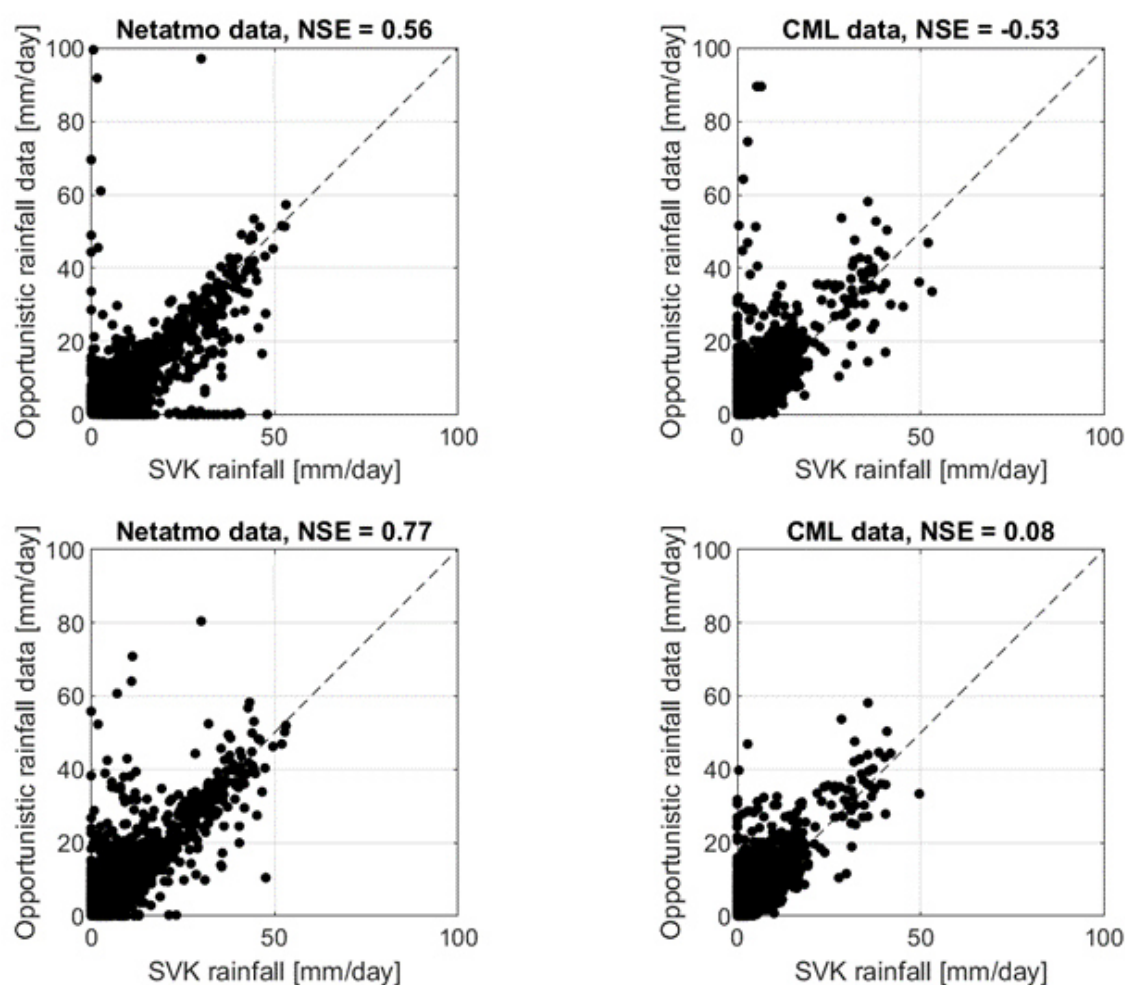 Netatmo data, NSE = 0.56
Opportunistic rainfall data [mm/day]
100
80
60
40
20
0
0 50 100
SVK rainfall [mm/day]
CML data, NSE = -0.53
Opportunistic rainfall data [mm/day]
100
80
60
40
20
0
0 50 100
SVK rainfall [mm/day]
Netatmo data, NSE = 0.77
Opportunistic rainfall data [mm/day]
100
80
60
40
20
0
0 50 100
SVK rainfall [mm/day]
CML data, NSE = 0.08
Opportunistic rainfall data [mm/day]
100
80
60
40
20
0
0 50 100
SVK rainfall [mm/day]